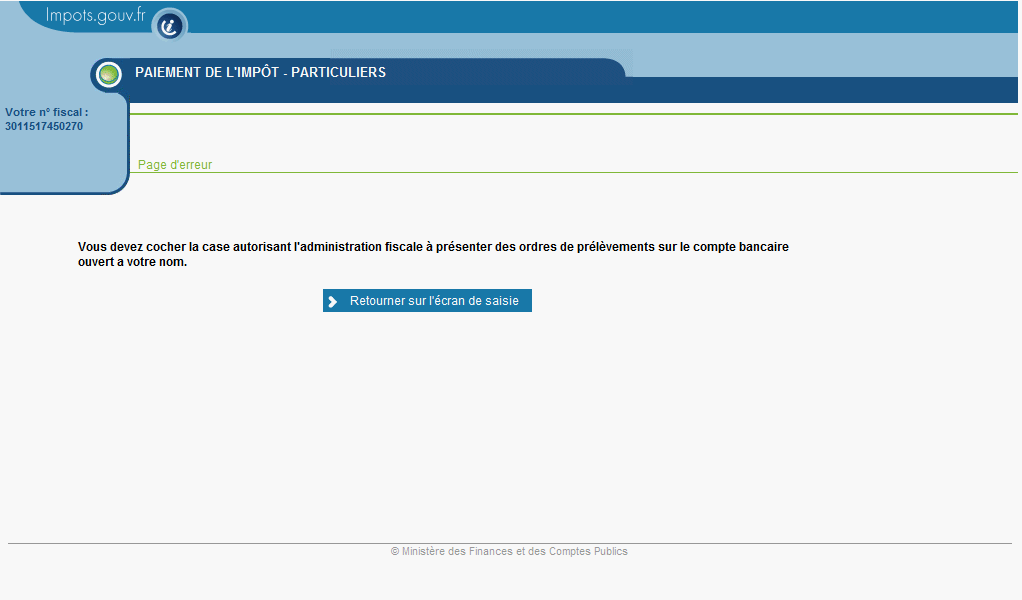 Impots.gouv.fr
PAIEMENT DE L'IMPÔT - PARTICULIERS
Votre n° fiscal :
3011517450270
Page d'erreur
Vous devez cocher la case autorisant l'administration fiscale à présenter des ordres de prélèvements sur le compte bancaire
ouvert a votre nom.
Retourner sur l'écran de saisie
© Ministère des Finances et des Comptes Publics